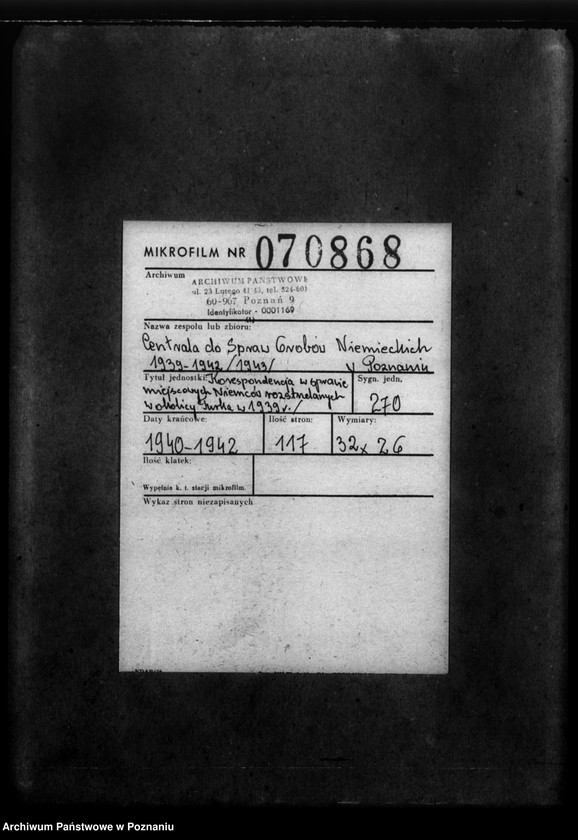 MIKROFILM NR 070868
Archiwum
ARCHIWUM PAŃSTWOWE
ul. 23 Lutego 41/43, tel. 524-601
60-967 Poznań 9
Identyfikator - 0001169
Nazwa zespołu lub zbioru:
Centrala do Spraw Grobów Niemieckich
1939-1942/1943/ w Poznaniu
Tytuł jednostki: Korespondencja w sprawie
miejscowych Niemców rozstrzelanych
w okolicy Turka w 1939 r. /
Sygn. jedn.
270
Daty krańcowe:
1940-1942
Ilość stron:
117
Wymiary:
32 x 26
Ilość klatek:
Wypełnia k. t. stacji mikrofilm.
Wykaz stron niezapisanych
Archiwum Państwowe w Poznaniu